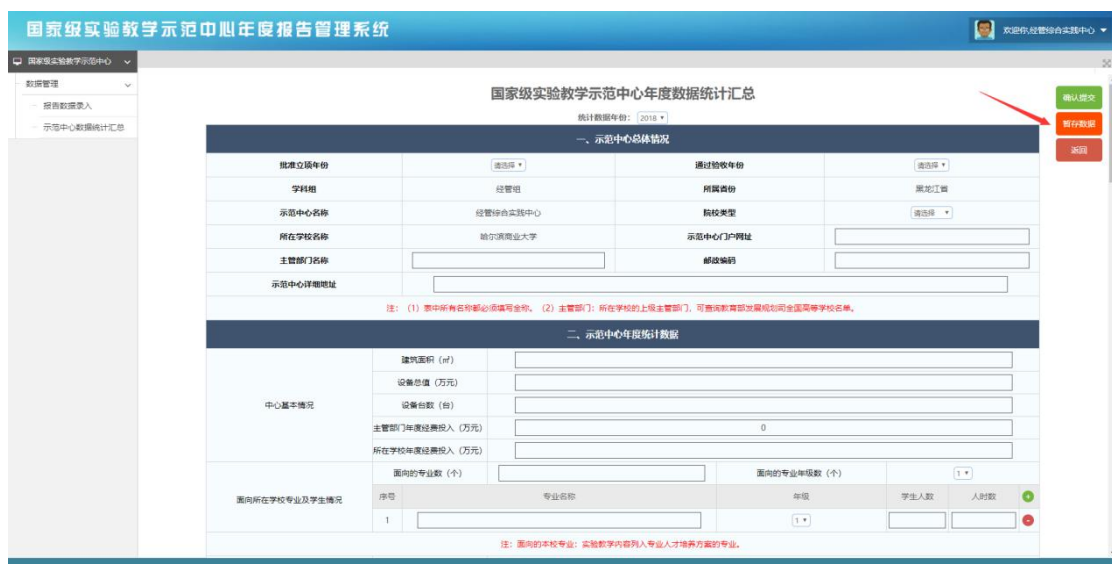 国家级实验教学示范中心年度报告管理系统
欢迎你,经管综合实践中心
国家级实验教学示范中心
数据管理
报告数据录入
示范中心数据统计汇总
确认提交
暂存数据
返回
国家级实验教学示范中心年度数据统计汇总
统计数据年份: 2018
一、示范中心总体情况
批准立项年份 请选择 通过验收年份 请选择
学科组 经管组 所属省份 黑龙江省
示范中心名称 经管综合实践中心 院校类型 请选择
所在学校名称 哈尔滨商业大学 示范中心门户网址
主管部门名称 邮政编码
示范中心详细地址
注:(1)表中所有名称都必须填写全称。(2)主管部门:所在学校的上级主管部门,可查询教育部发展规划司全国高等学校名单。
二、示范中心年度统计数据
中心基本情况
建筑面积(㎡)
设备总值(万元)
设备台数(台)
主管部门年度经费投入(万元) 0
所在学校年度经费投入(万元)
面向所在学校专业及学生情况
面向的专业数(个) 面向的专业年级数(个) 1
序号 专业名称 年级 学生人数 人时数
1 1
注:面向的本校专业:实验教学内容列入专业人才培养方案的专业。